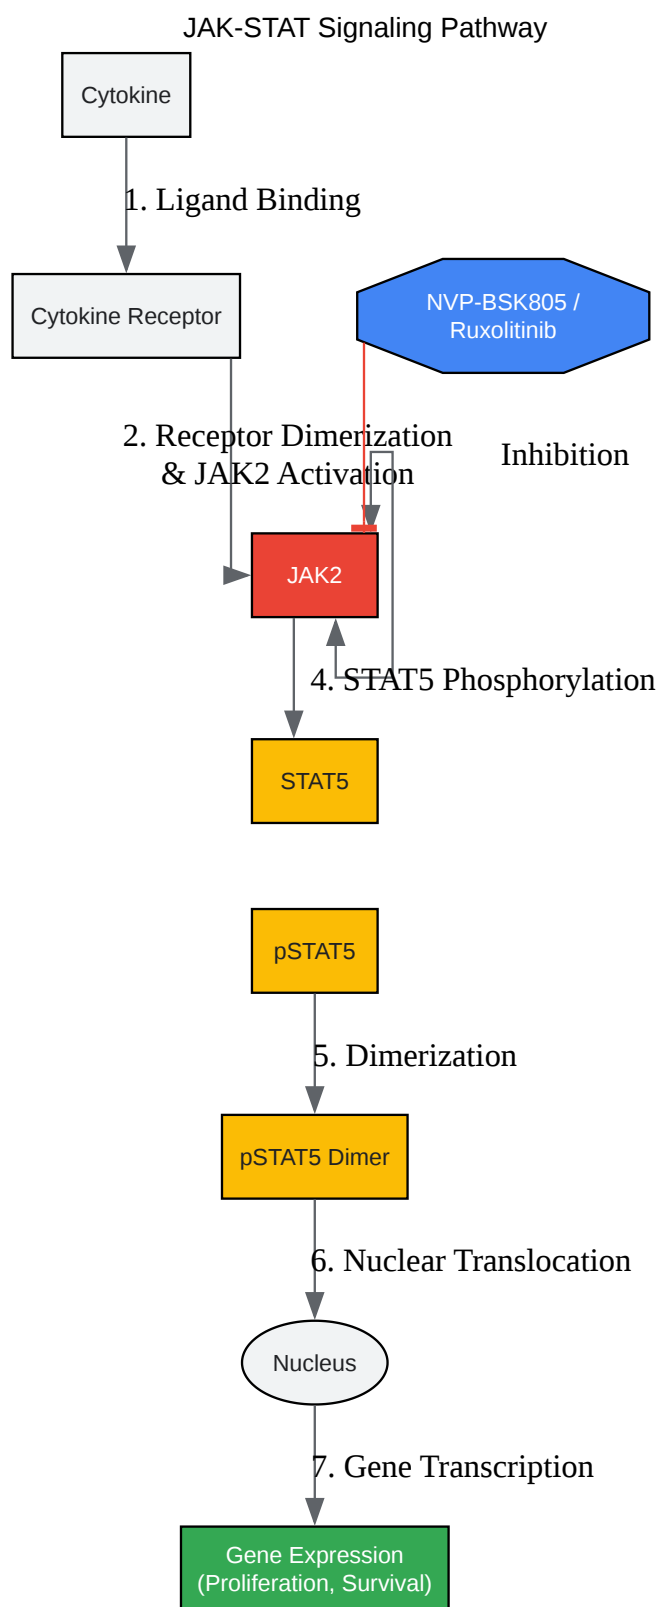 JAK-STAT Signaling Pathway
Cytokine
1. Ligand Binding
Cytokine Receptor
NVP-BSK805 /
Ruxolitinib
2. Receptor Dimerization
& JAK2 Activation
Inhibition
JAK2
4. STAT5 Phosphorylation
STAT5
pSTAT5
5. Dimerization
pSTAT5 Dimer
6. Nuclear Translocation
Nucleus
7. Gene Transcription
Gene Expression
(Proliferation, Survival)